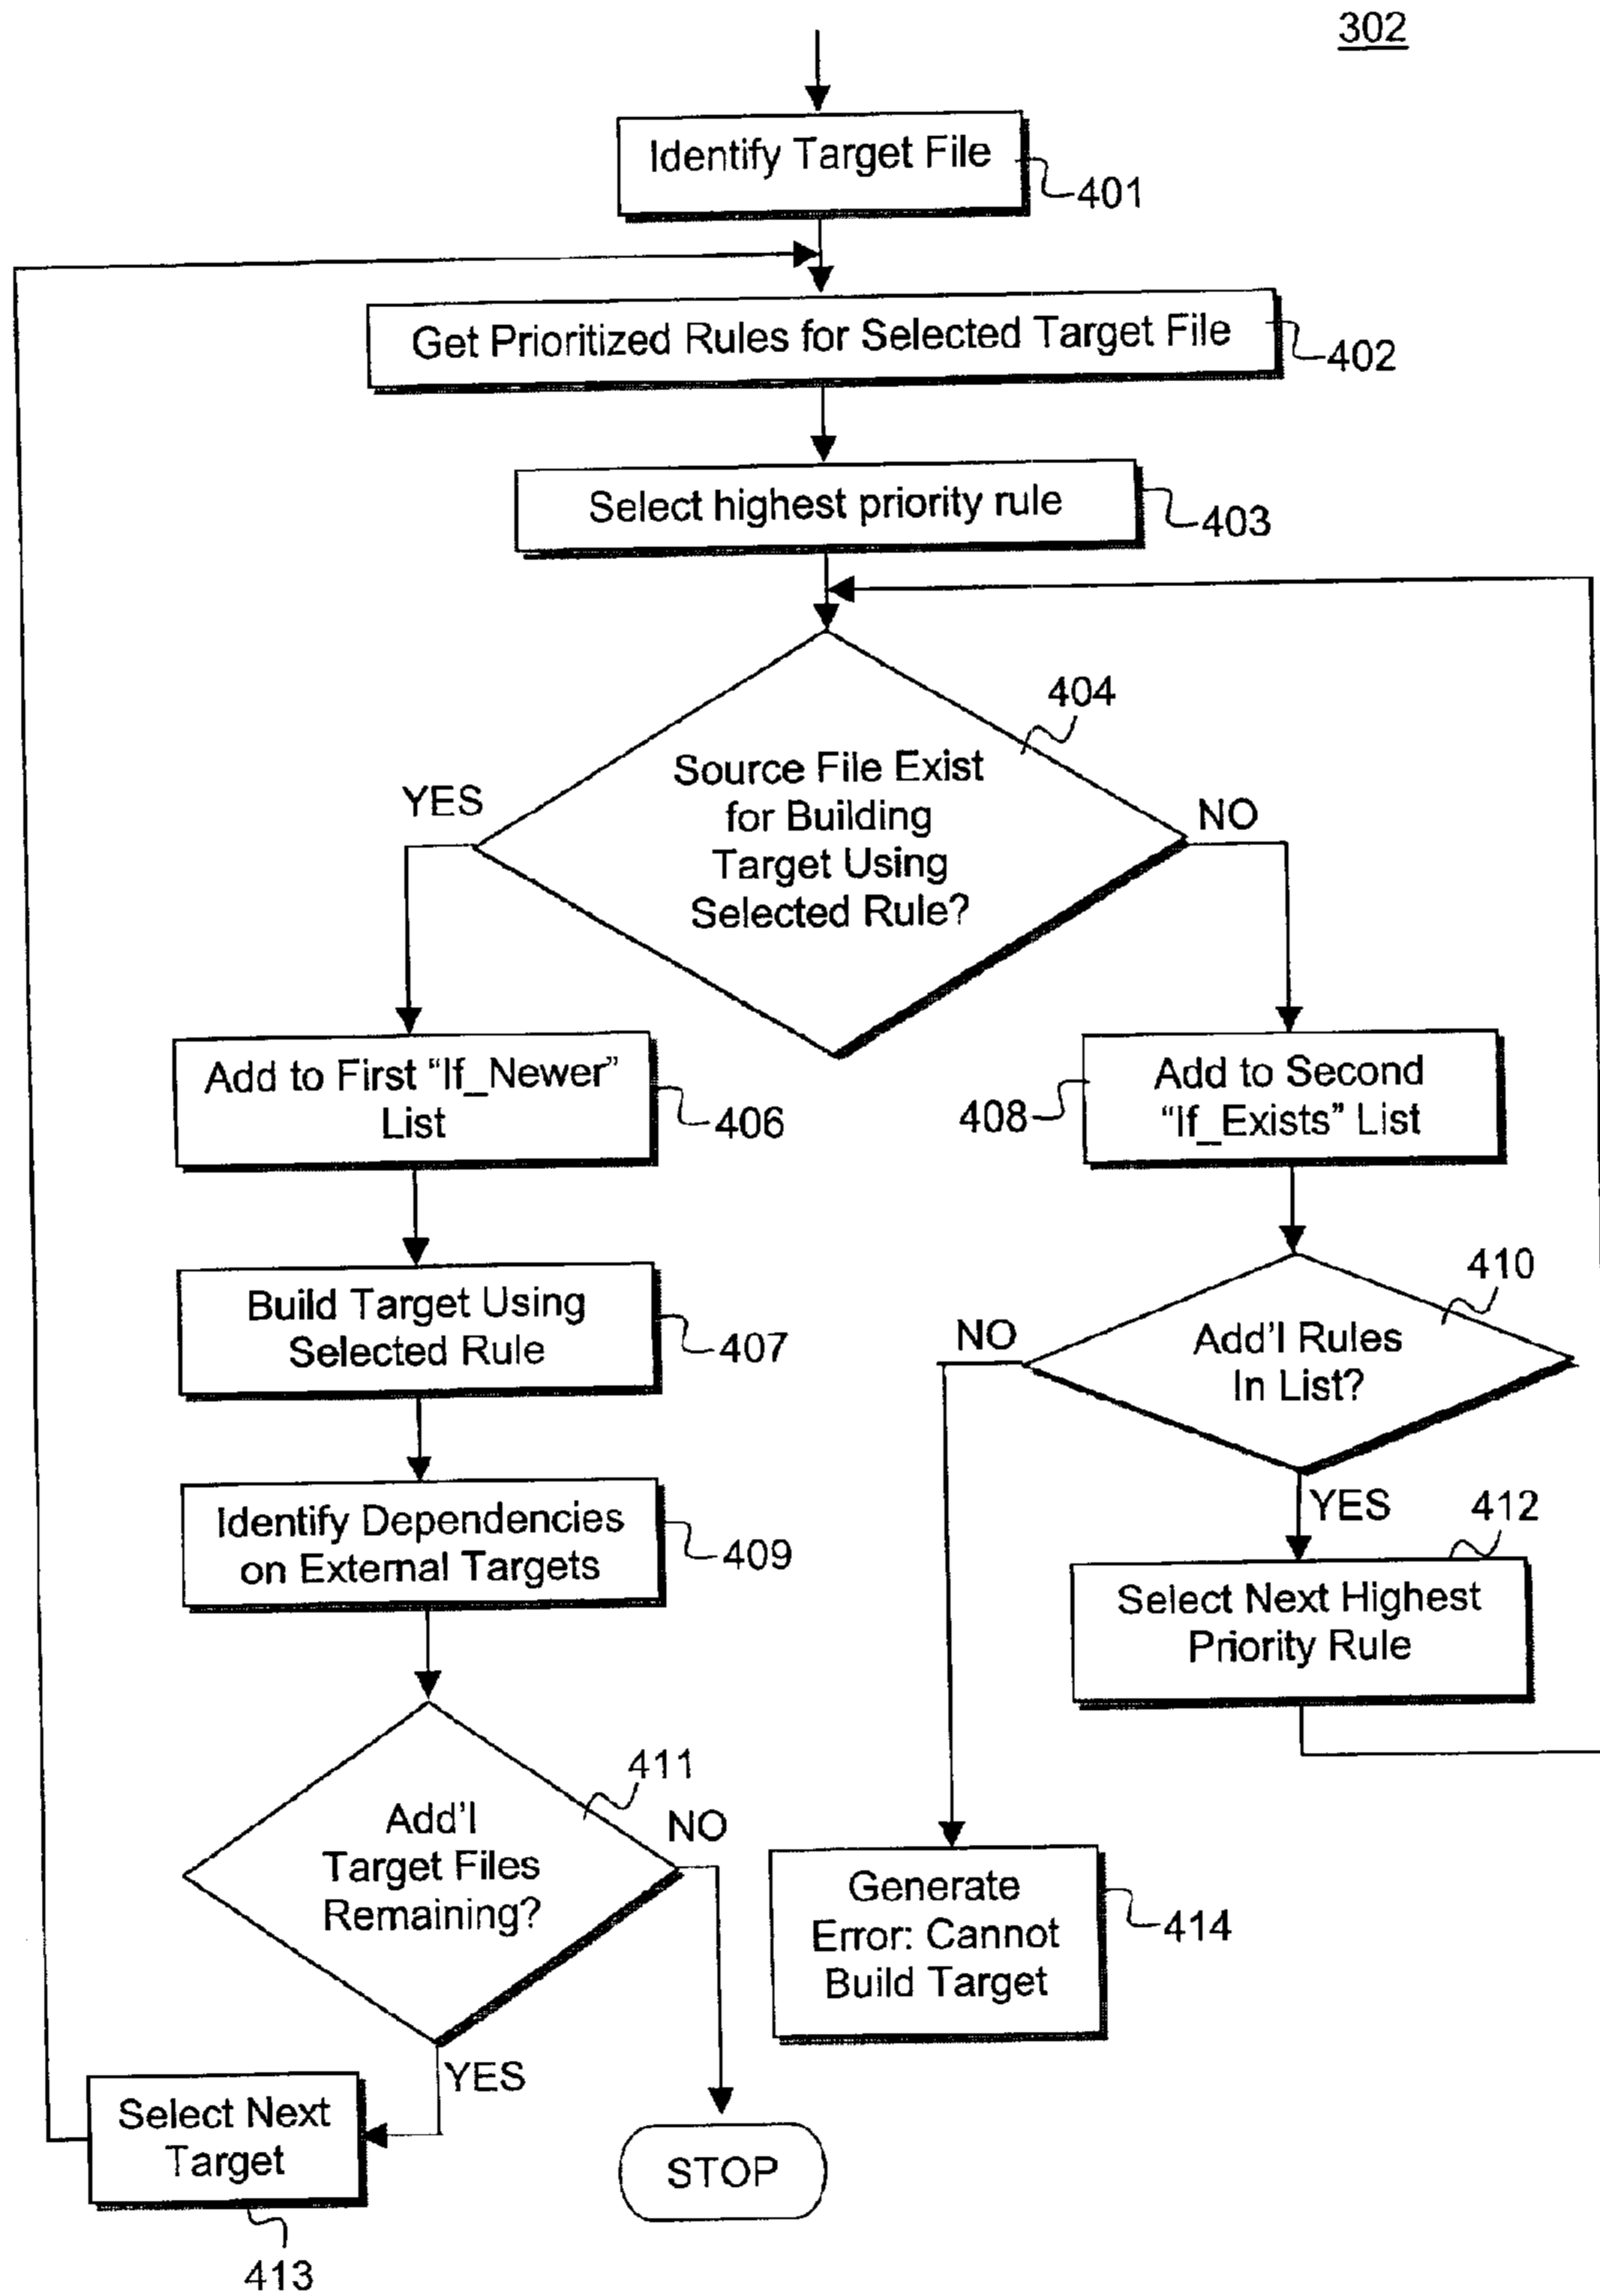 302
Identify Target File
401
Get Prioritized Rules for Selected Target File
402
Select highest priority rule
403
404
Source File Exist
for Building
Target Using
Selected Rule?
YES
NO
Add to First “If_Newer”
List
406
408
Add to Second
“If_Exists” List
Build Target Using
Selected Rule
407
410
NO
Add’l Rules
In List?
YES
412
Identify Dependencies
on External Targets
409
Select Next Highest
Priority Rule
411
Add’l
Target Files
Remaining?
NO
Generate
Error: Cannot
Build Target
414
YES
Select Next
Target
STOP
413